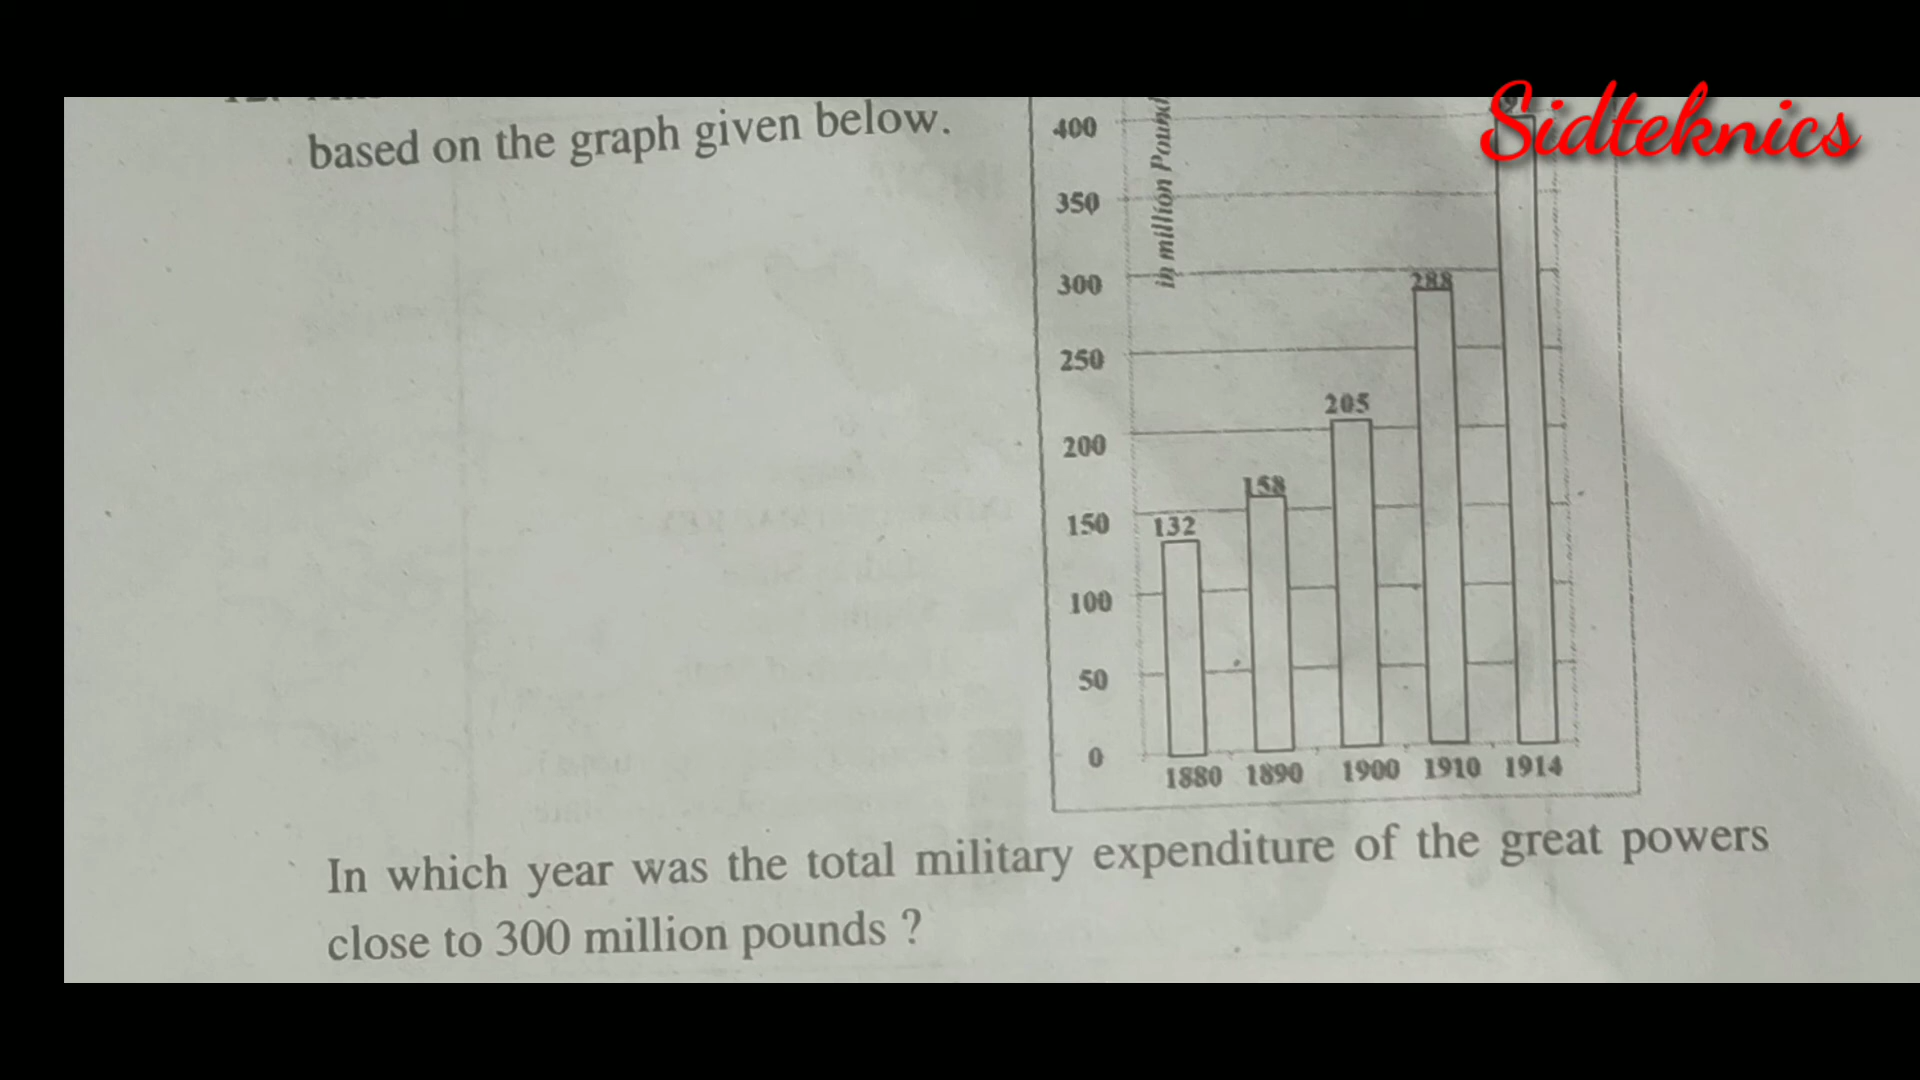 based on the graph given below.
Sidteknics
in million Pound
400
350
300
250
200
150
100
50
0
288
205
158
132
1880 1890 1900 1910 1914
In which year was the total military expenditure of the great powers
close to 300 million pounds ?